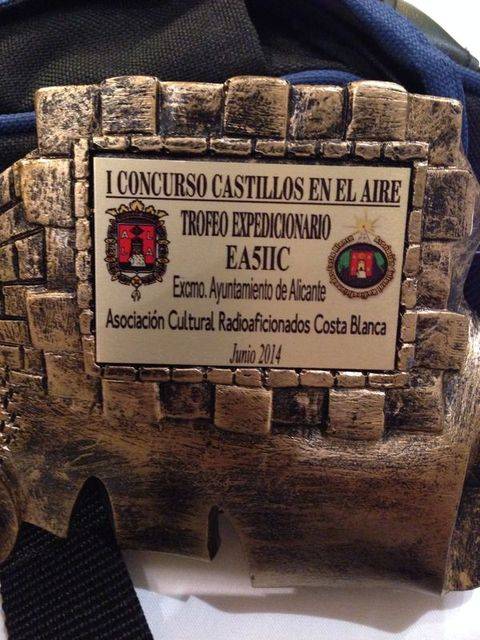 I CONCURSO CASTILLOS EN EL AIRE
TROFEO EXPEDICIONARIO
EA5IIC
Excmo. Ayuntamiento de Alicante
Asociación Cultural Radioaficionados Costa Blanca
Junio 2014